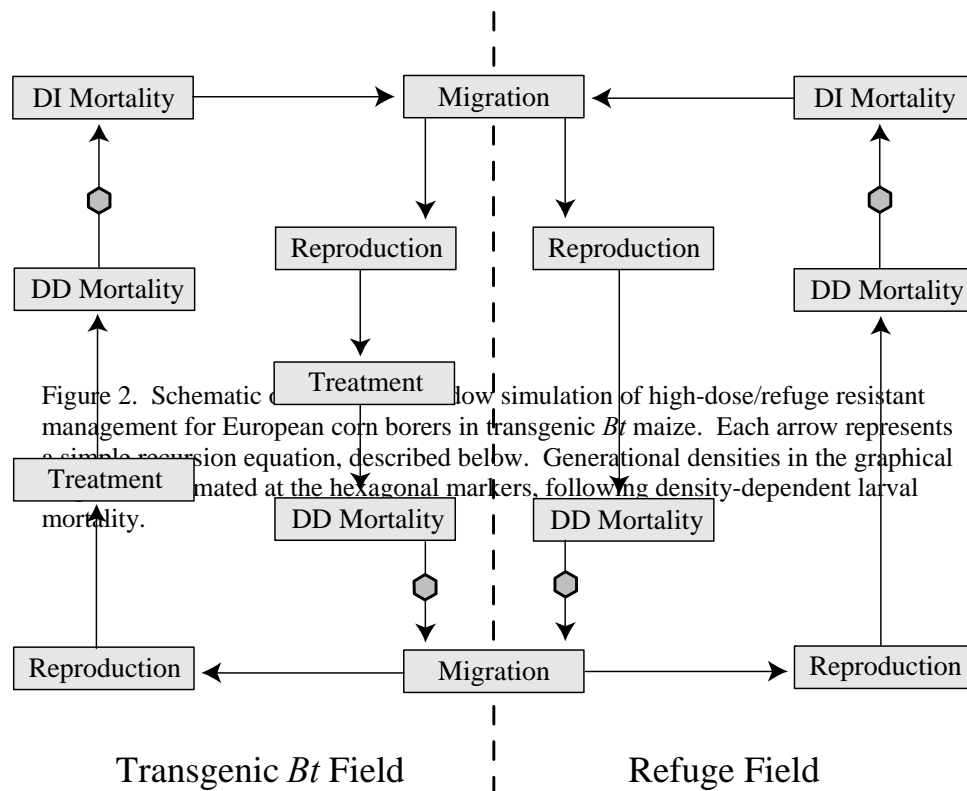 DI Mortality
Migration
DI Mortality
Reproduction
Reproduction
DD Mortality
DD Mortality
Treatment
Figure 2. Schematic low simulation of high-dose/refuge resistant
management for European corn borers in transgenic Bt maize. Each arrow represents
a simple recursion equation, described below. Generational densities in the graphical
mated at the hexagonal markers, following density-dependent larval
mortality.
Treatment
DD Mortality
DD Mortality
Reproduction
Migration
Reproduction
Transgenic Bt Field
Refuge Field